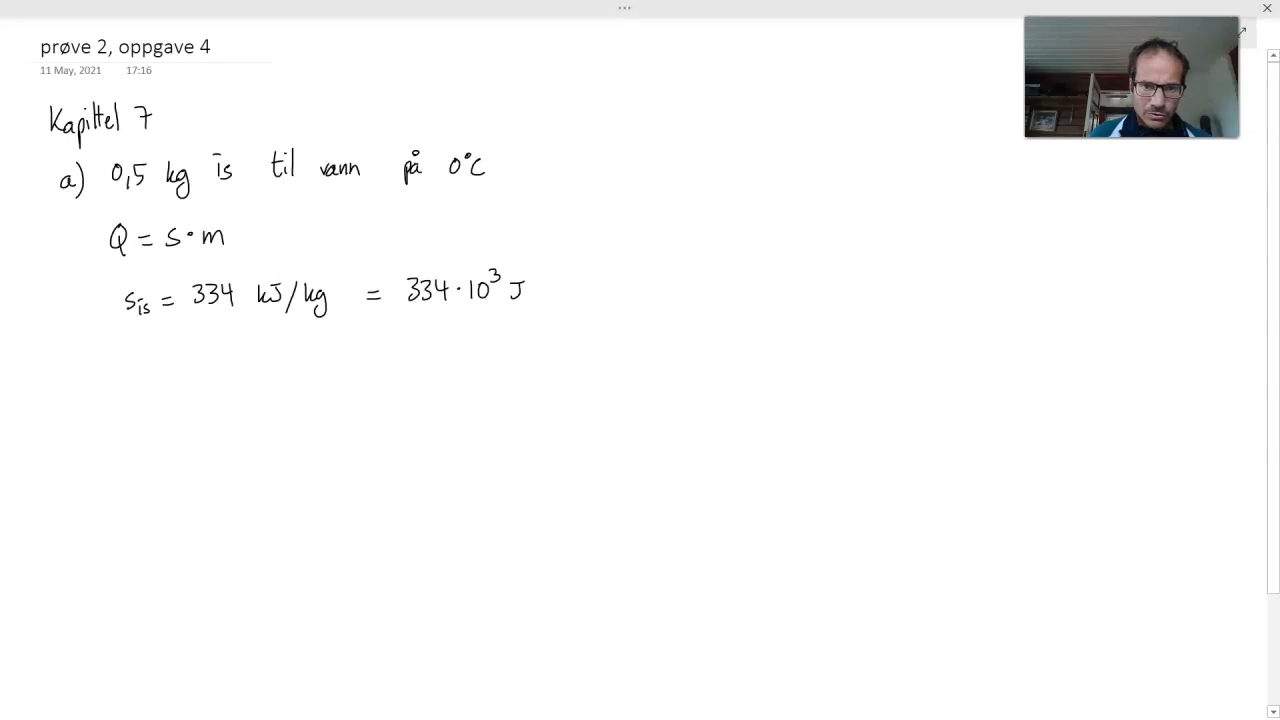 prøve 2, oppgave 4
11 May, 2021 17:16
Kapittel 7
a) 0,5 kg is til vann på 0°C
Q = s·m
s_is = 334 kJ/kg = 334·10³ J